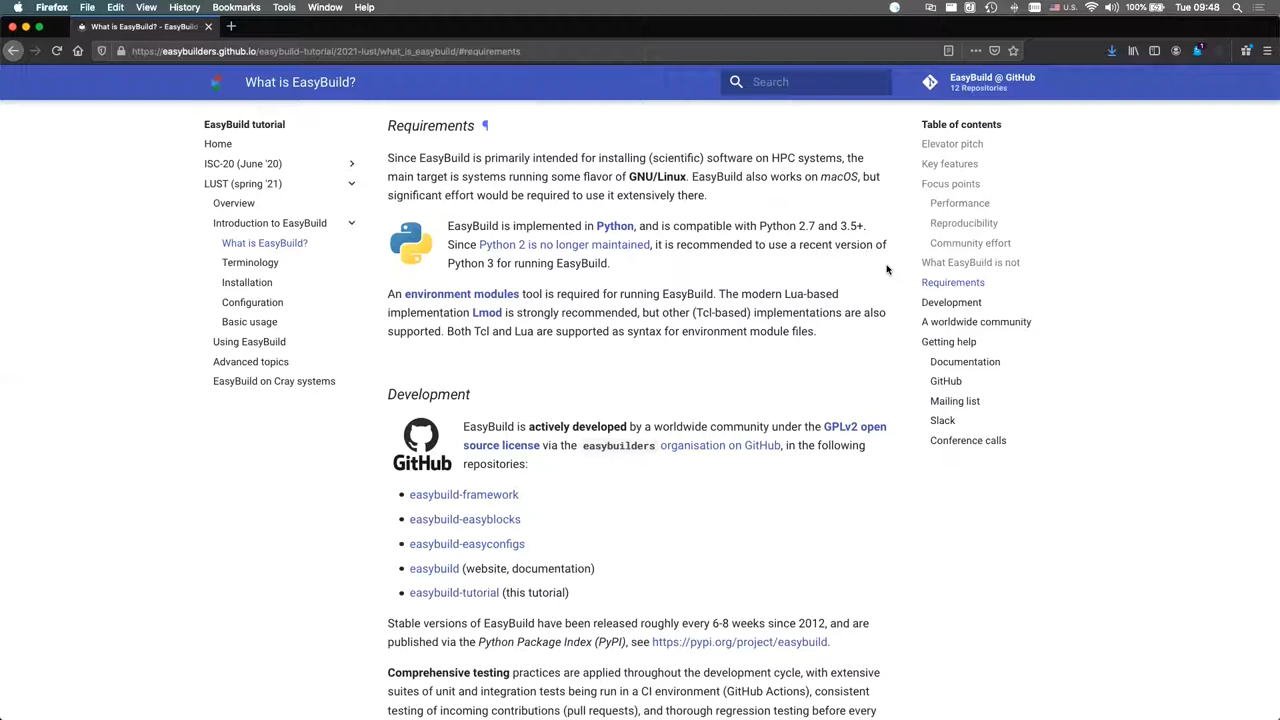 Firefox File Edit View History Bookmarks Tools Window Help
U.S. 100% Tue 09:48
What is EasyBuild? - EasyBuild
https://easybuilders.github.io/easybuild-tutorial/2021-lust/what_is_easybuild/#requirements
What is EasyBuild?
Search
EasyBuild @ GitHub
12 Repositories
EasyBuild tutorial
Home
ISC-20 (June '20)
LUST (spring '21)
Overview
Introduction to EasyBuild
What is EasyBuild?
Terminology
Installation
Configuration
Basic usage
Using EasyBuild
Advanced topics
EasyBuild on Cray systems
Requirements ¶
Since EasyBuild is primarily intended for installing (scientific) software on HPC systems, the
main target is systems running some flavor of GNU/Linux. EasyBuild also works on macOS, but
significant effort would be required to use it extensively there.
EasyBuild is implemented in Python, and is compatible with Python 2.7 and 3.5+.
Since Python 2 is no longer maintained, it is recommended to use a recent version of
Python 3 for running EasyBuild.
An environment modules tool is required for running EasyBuild. The modern Lua-based
implementation Lmod is strongly recommended, but other (Tcl-based) implementations are also
supported. Both Tcl and Lua are supported as syntax for environment module files.
Development
GitHub
EasyBuild is actively developed by a worldwide community under the GPLv2 open
source license via the easybuilders organisation on GitHub, in the following
repositories:
• easybuild-framework
• easybuild-easyblocks
• easybuild-easyconfigs
• easybuild (website, documentation)
• easybuild-tutorial (this tutorial)
Stable versions of EasyBuild have been released roughly every 6-8 weeks since 2012, and are
published via the Python Package Index (PyPI), see https://pypi.org/project/easybuild.
Comprehensive testing practices are applied throughout the development cycle, with extensive
suites of unit and integration tests being run in a CI environment (GitHub Actions), consistent
testing of incoming contributions (pull requests), and thorough regression testing before every
Table of contents
Elevator pitch
Key features
Focus points
Performance
Reproducibility
Community effort
What EasyBuild is not
Requirements
Development
A worldwide community
Getting help
Documentation
GitHub
Mailing list
Slack
Conference calls